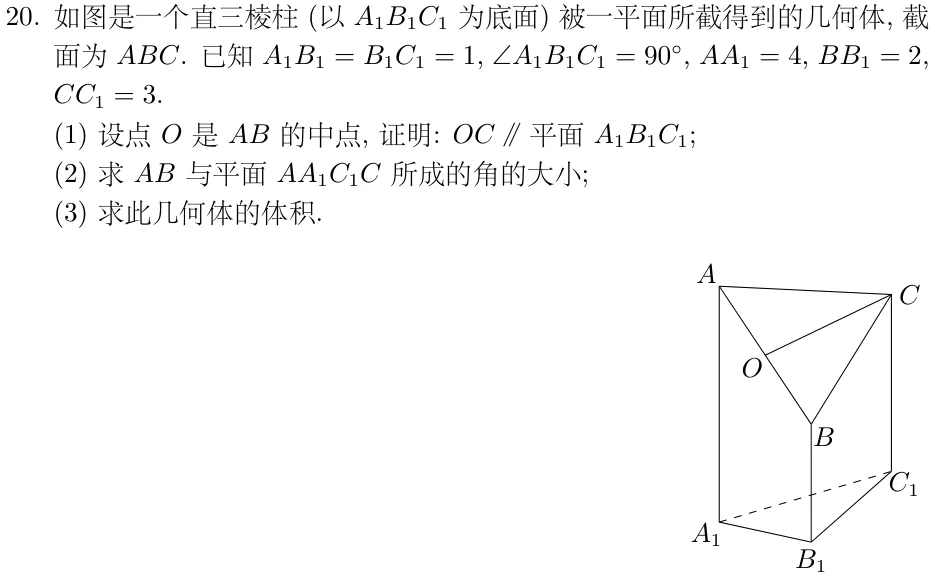 20. 如图是一个直三棱柱 (以 A₁B₁C₁ 为底面) 被一平面所截得到的几何体, 截
面为 ABC. 已知 A₁B₁ = B₁C₁ = 1, ∠A₁B₁C₁ = 90°, AA₁ = 4, BB₁ = 2,
CC₁ = 3.
(1) 设点 O 是 AB 的中点, 证明: OC ∥ 平面 A₁B₁C₁;
(2) 求 AB 与平面 AA₁C₁C 所成的角的大小;
(3) 求此几何体的体积.
A
C
O
B
C₁
A₁
B₁